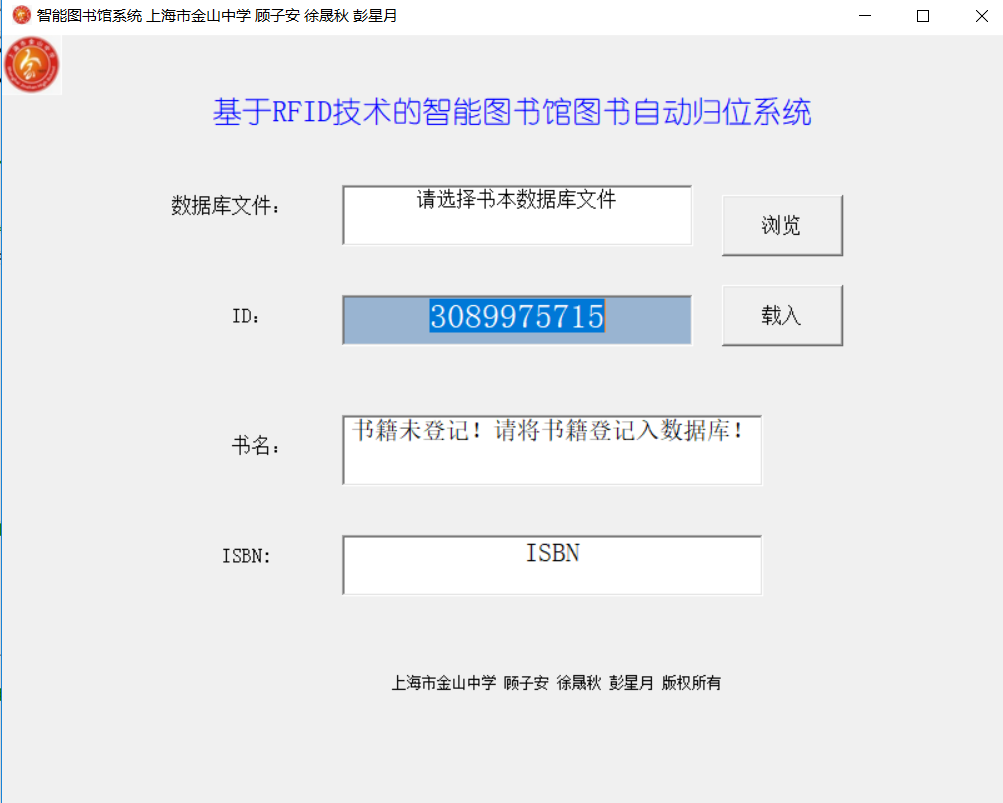 智能图书馆系统 上海市金山中学 顾子安 徐晟秋 彭星月
基于RFID技术的智能图书馆图书自动归位系统
数据库文件:
请选择书本数据库文件
浏览
ID:
3089975715
载入
书名:
书籍未登记！请将书籍登记入数据库！
ISBN:
ISBN
上海市金山中学 顾子安 徐晟秋 彭星月 版权所有